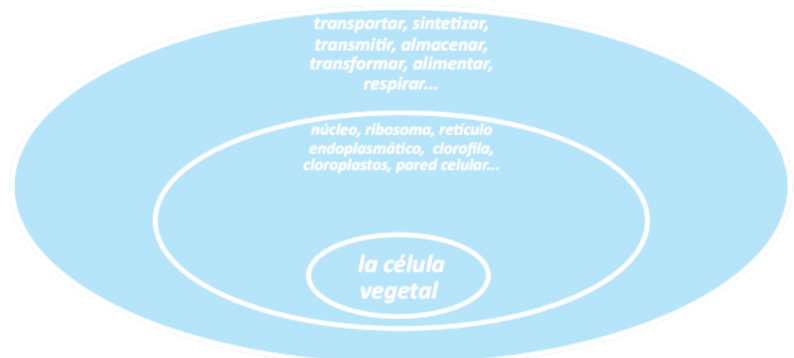 transportar, sintetizar,
transmitir, almacenar,
transformar, alimentar,
respirar...
núcleo, ribosoma, retículo
endoplasmático, clorofila,
cloroplastos, pared celular...
la célula
vegetal